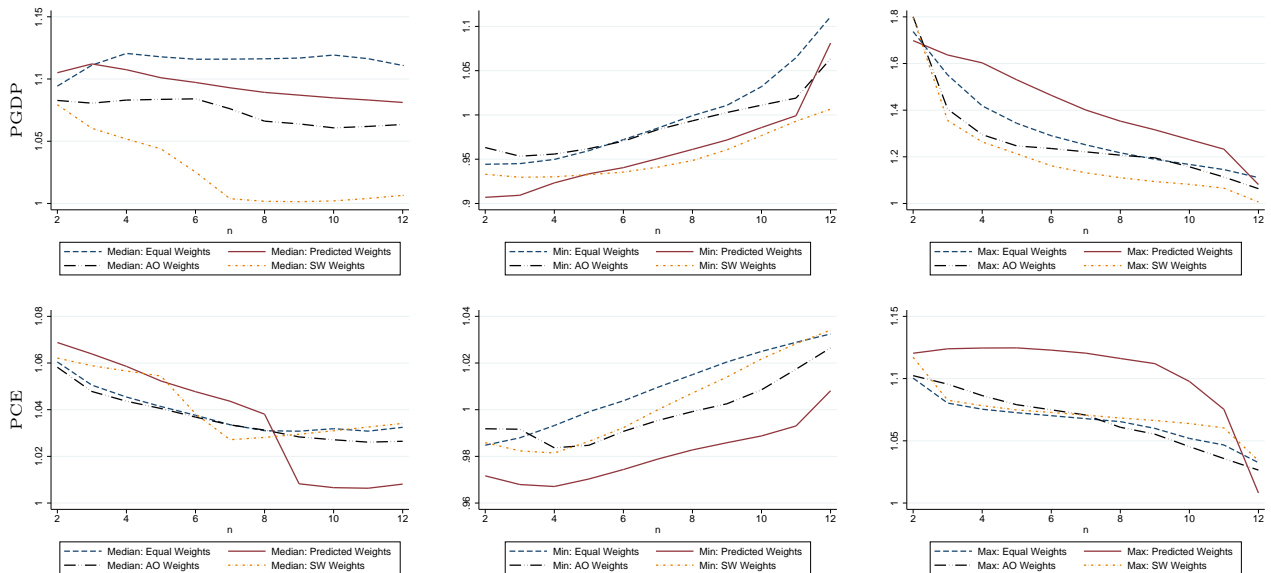 PGDP
1.15
1.1
1.05
1
2 4 6 8 10 12
n
Median: Equal Weights Median: Predicted Weights
Median: AO Weights Median: SW Weights
1.1
1.05
1
.95
.9
2 4 6 8 10 12
n
Min: Equal Weights Min: Predicted Weights
Min: AO Weights Min: SW Weights
1.8
1.6
1.4
1.2
1
2 4 6 8 10 12
n
Max: Equal Weights Max: Predicted Weights
Max: AO Weights Max: SW Weights
PCE
1.08
1.06
1.04
1.02
1
2 4 6 8 10 12
n
Median: Equal Weights Median: Predicted Weights
Median: AO Weights Median: SW Weights
1.04
1.02
1
.98
.96
2 4 6 8 10 12
n
Min: Equal Weights Min: Predicted Weights
Min: AO Weights Min: SW Weights
1.15
1.1
1.05
1
2 4 6 8 10 12
n
Max: Equal Weights Max: Predicted Weights
Max: AO Weights Max: SW Weights